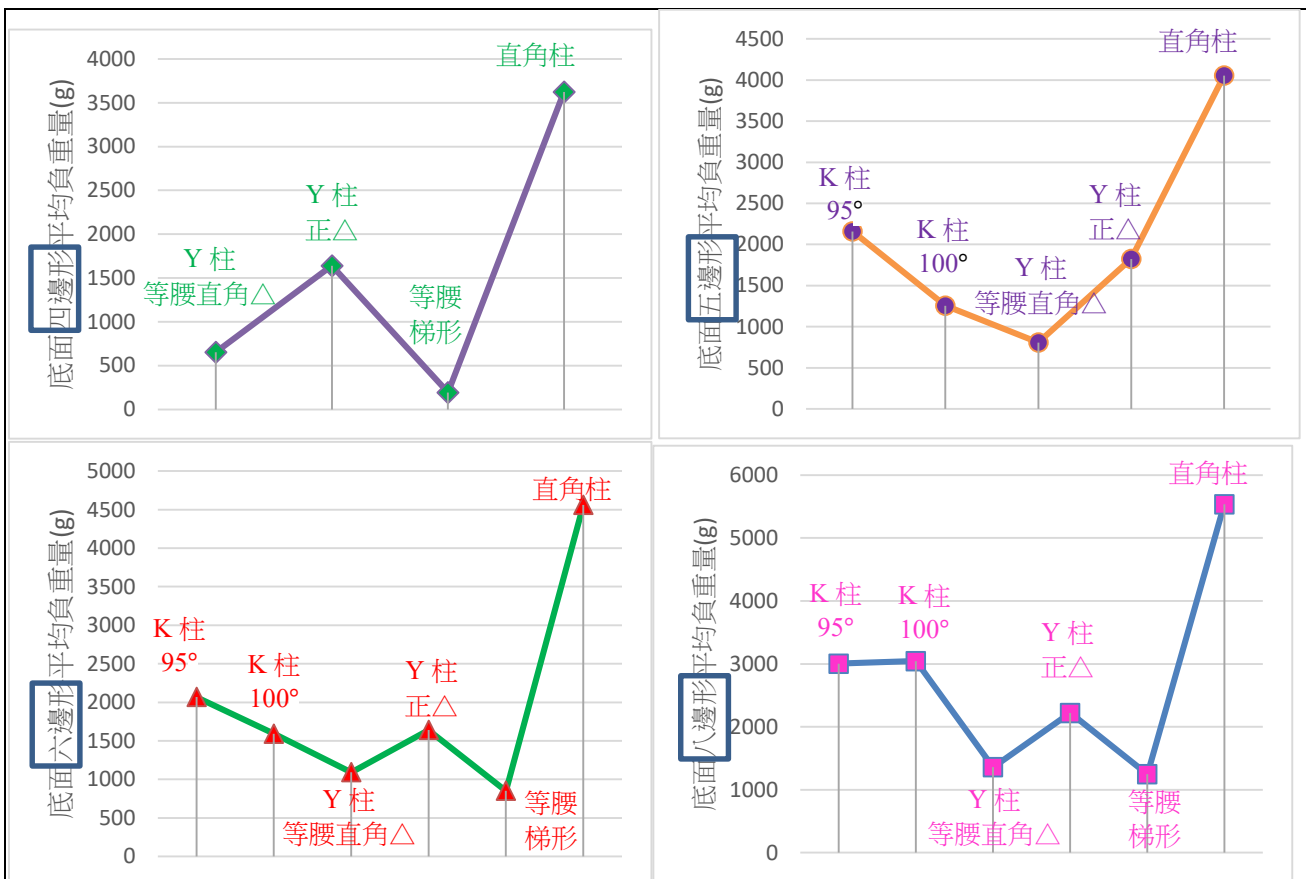 底面四邊形平均負重量(g)
4000
3500
3000
2500
2000
1500
1000
500
0
Y 柱
等腰直角△
Y 柱
正△
等腰
梯形
直角柱
底面五邊形平均負重量(g)
4500
4000
3500
3000
2500
2000
1500
1000
500
0
K 柱
95°
K 柱
100°
Y 柱
等腰直角△
Y 柱
正△
直角柱
底面六邊形平均負重量(g)
5000
4500
4000
3500
3000
2500
2000
1500
1000
500
0
K 柱
95°
K 柱
100°
Y 柱
等腰直角△
Y 柱
正△
等腰
梯形
直角柱
底面八邊形平均負重量(g)
6000
5000
4000
3000
2000
1000
0
K 柱
95°
K 柱
100°
Y 柱
等腰直角△
Y 柱
正△
等腰
梯形
直角柱